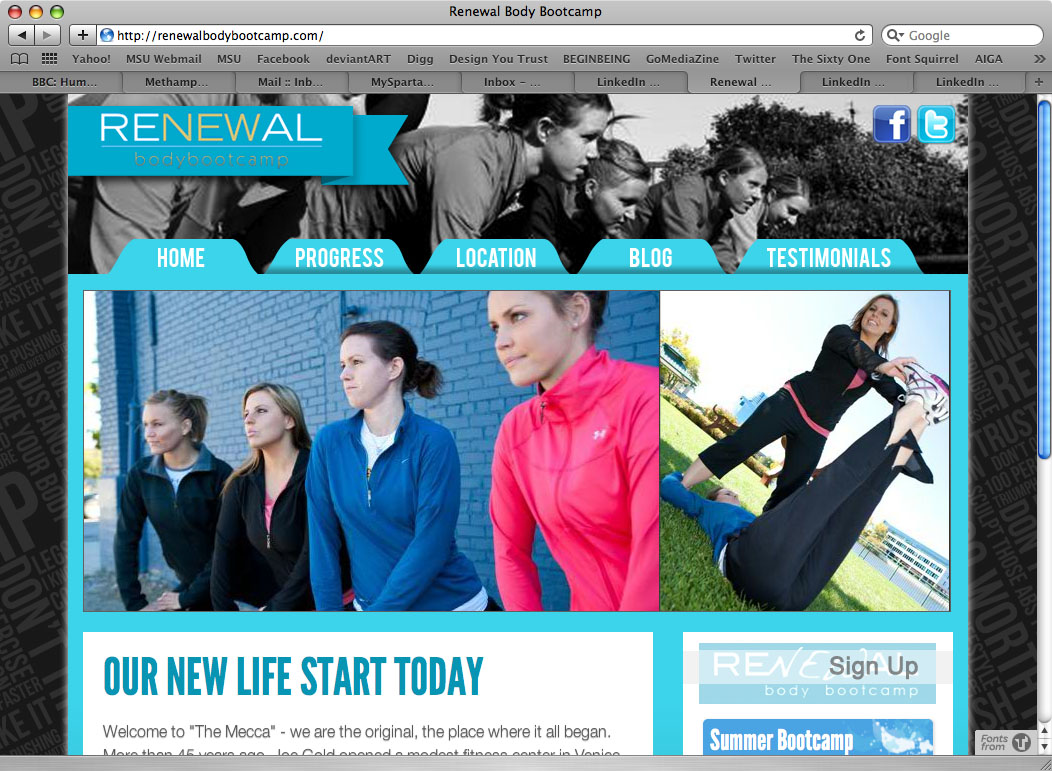 Renewal Body Bootcamp
http://renewalbodybootcamp.com/
Google
Yahoo! MSU Webmail MSU Facebook deviantART Digg Design You Trust BEGINBEING GoMediaZine Twitter The Sixty One Font Squirrel AIGA
BBC: Hum... Methamp... Mail :: Inb... MySparta... Inbox – ... LinkedIn ... Renewal ... LinkedIn ... LinkedIn ...
RENEWAL
bodybootcamp
HOME PROGRESS LOCATION BLOG TESTIMONIALS
OUR NEW LIFE START TODAY
Welcome to "The Mecca" - we are the original, the place where it all began.
More than 45 years ago, Joe Gold opened a modest fitness center in Venice
RENEWAL
body bootcamp
Sign Up
Summer Bootcamp
Fonts
from